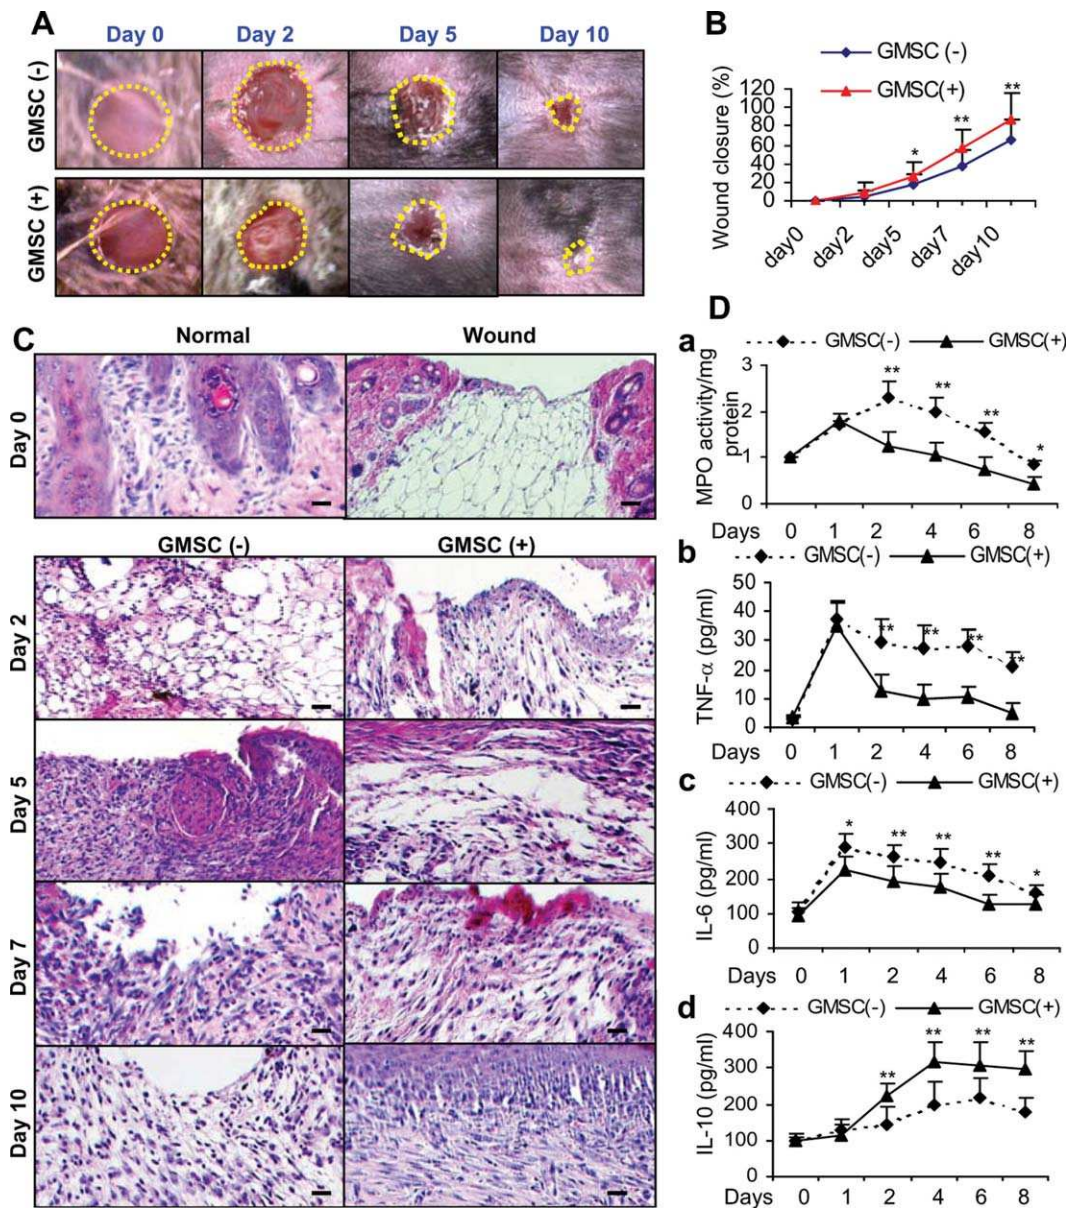 A
Day 0 Day 2 Day 5 Day 10
GMSC (-)
GMSC (+)
B
GMSC (-)
GMSC(+)
Wound closure (%)
120
100
80
60
40
20
0
* ** **
day0 day2 day5 day7 day10
C
Normal Wound
Day 0
GMSC (-) GMSC (+)
Day 2
Day 5
Day 7
Day 10
D
a
GMSC(-) GMSC(+)
MPO activity/mg
protein
3
2
1
0
** ** ** *
Days 0 1 2 4 6 8
b
GMSC(-) GMSC(+)
TNF-α (pg/ml)
50
40
30
20
10
0
** ** ** **
Days 0 1 2 4 6 8
c
GMSC(-) GMSC(+)
IL-6 (pg/ml)
400
300
200
100
0
* ** ** ** *
Days 0 1 2 4 6 8
d
GMSC(-) GMSC(+)
IL-10 (pg/ml)
400
300
200
100
0
** ** ** **
Days 0 1 2 4 6 8